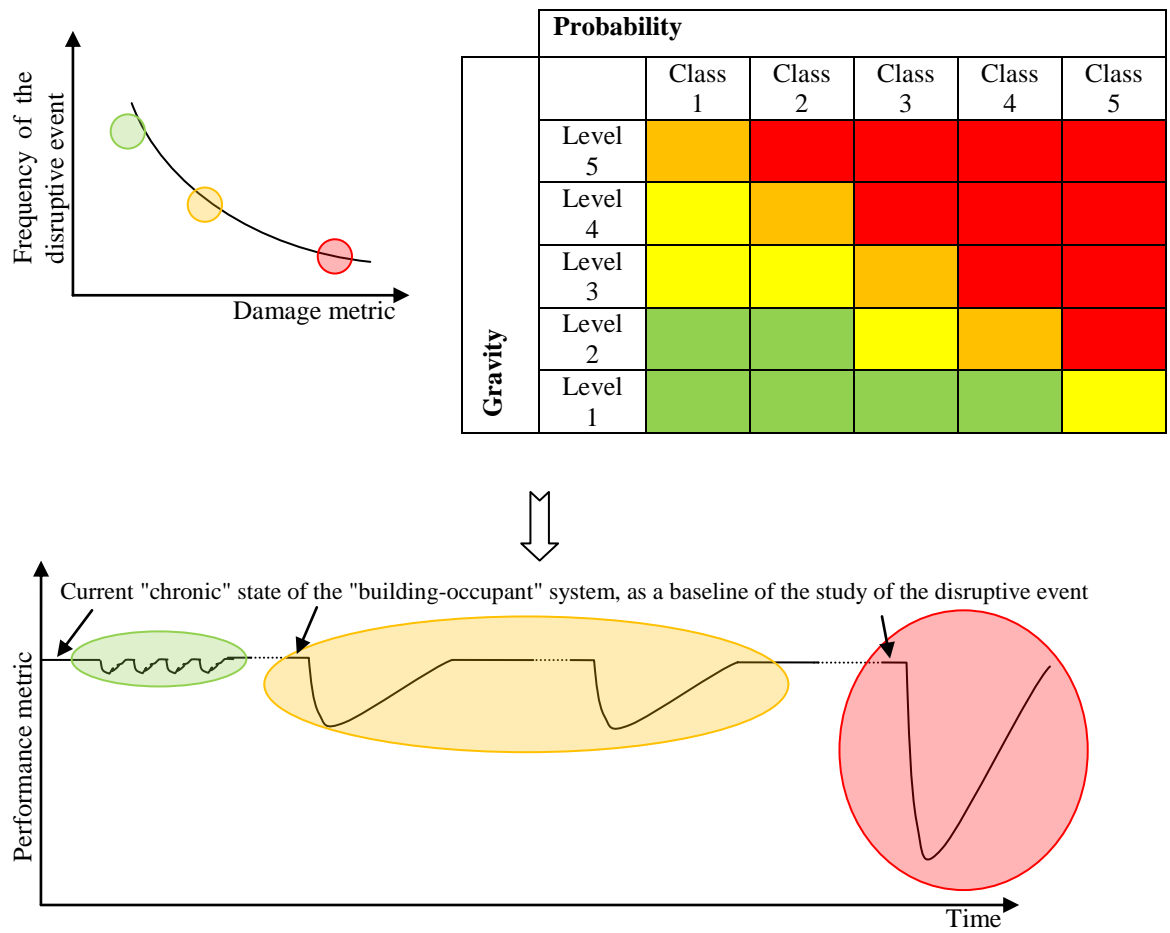 Frequency of the
disruptive event
Damage metric
Probability
Gravity
Class
1
Class
2
Class
3
Class
4
Class
5
Level
5
Level
4
Level
3
Level
2
Level
1
Current "chronic" state of the "building-occupant" system, as a baseline of the study of the disruptive event
Performance metric
Time